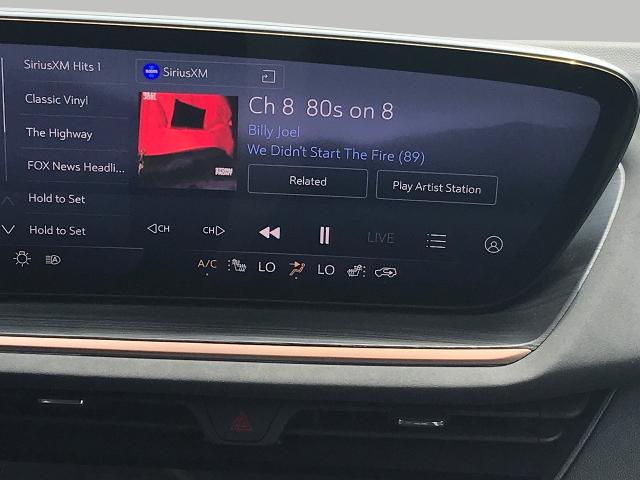 SiriusXM Hits 1
SiriusXM
Classic Vinyl
Ch 8 80s on 8
The Highway
Billy Joel
We Didn't Start The Fire (89)
FOX News Headli...
Related
Play Artist Station
Hold to Set
Hold to Set
CH
CH
LIVE
A/C
LO
LO